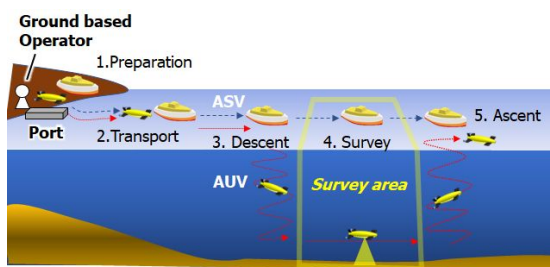 Ground based
Operator
1.Preparation
ASV
Port
2.Transport
3. Descent
4. Survey
5. Ascent
AUV
Survey area